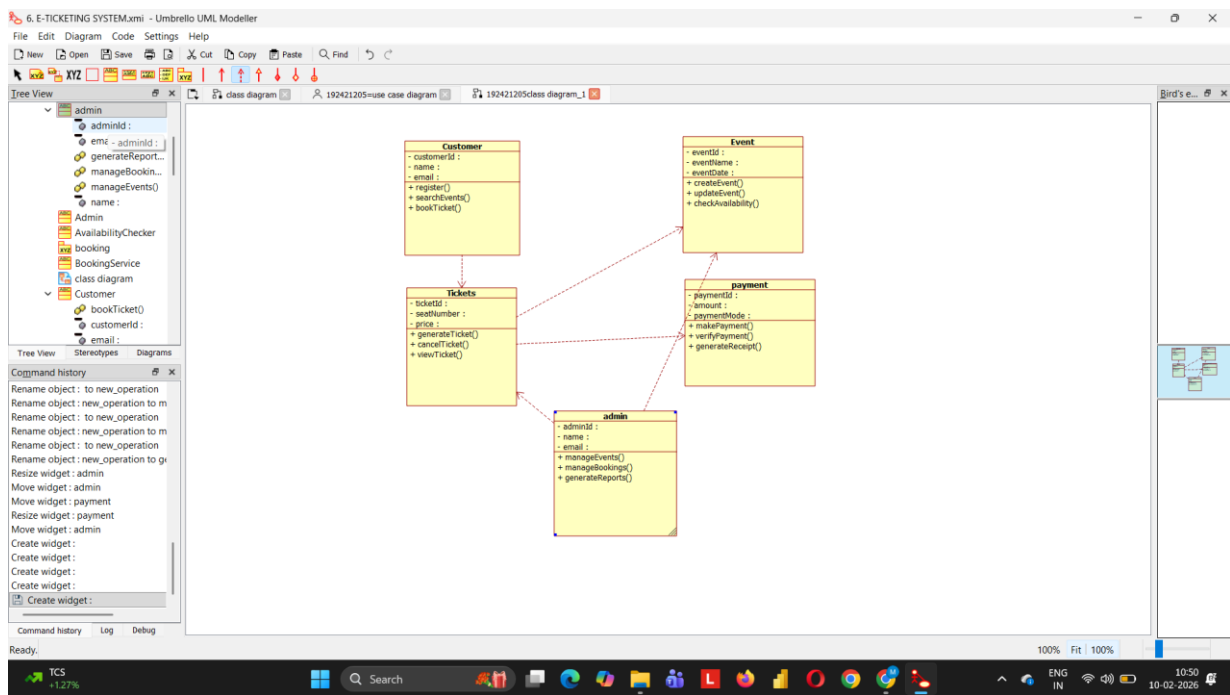 6. E-TICKETING SYSTEM.xmi - Umbrello UML Modeller
File Edit Diagram Code Settings Help
New Open Save Cut Copy Paste Find
XYZ
Tree View
class diagram
192421205=use case diagram
192421205class diagram_1
Bird's e...
admin
adminId :
ema
- adminId :
generateReport...
manageBookin...
manageEvents()
name :
Admin
AvailabilityChecker
booking
BookingService
class diagram
Customer
bookTicket()
customerId :
email :
Tree View Stereotypes Diagrams
Command history
Rename object : to new_operation
Rename object : new_operation to m
Rename object : to new_operation
Rename object : new_operation to m
Rename object : to new_operation
Rename object : new_operation to ge
Resize widget : admin
Move widget : admin
Move widget : payment
Resize widget : payment
Move widget : admin
Create widget :
Create widget :
Create widget :
Create widget :
Create widget :
Command history Log Debug
Customer
- customerId :
- name :
- email :
+ register()
+ searchEvents()
+ bookTicket()
Event
- eventId :
- eventName :
- eventDate :
+ createEvent()
+ updateEvent()
+ checkAvailability()
Tickets
- ticketId :
- seatNumber :
- price :
+ generateTicket()
+ cancelTicket()
+ viewTicket()
payment
- paymentId :
- amount :
- paymentMode :
+ makePayment()
+ verifyPayment()
+ generateReceipt()
admin
- adminId :
- name :
- email :
+ manageEvents()
+ manageBookings()
+ generateReports()
Ready.
100% Fit 100%
TCS
+1.27%
Search
L
ENG
IN
10:50
10-02-2026